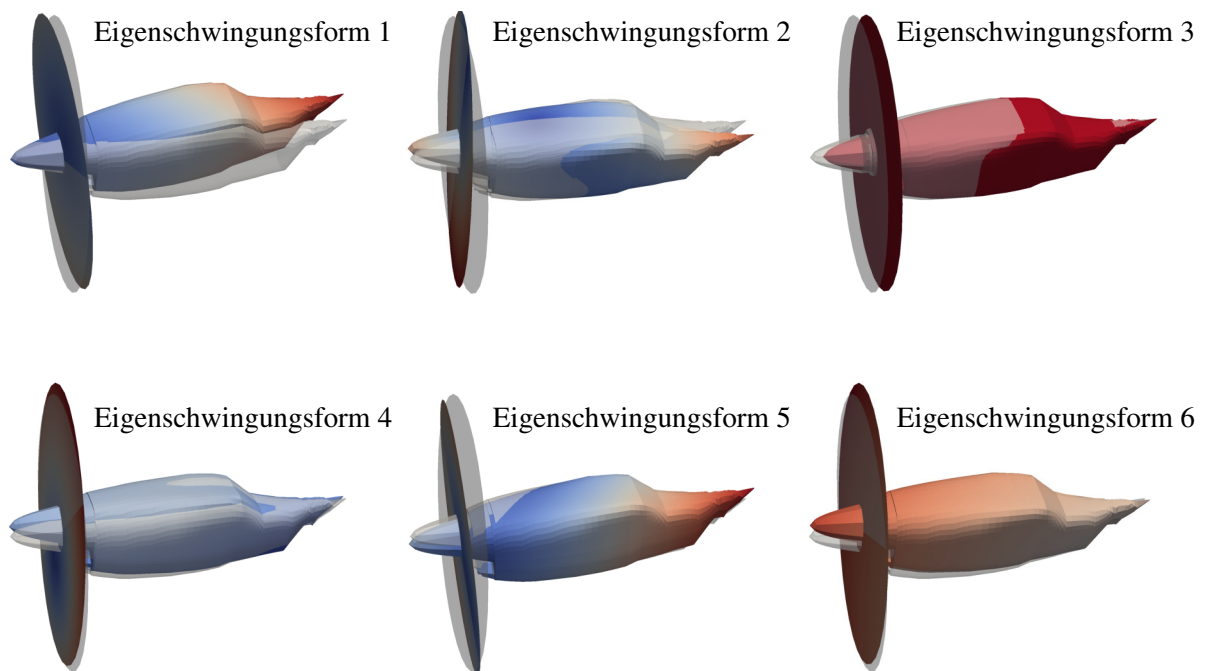 Eigenschwingungsform 1
Eigenschwingungsform 2
Eigenschwingungsform 3
Eigenschwingungsform 4
Eigenschwingungsform 5
Eigenschwingungsform 6